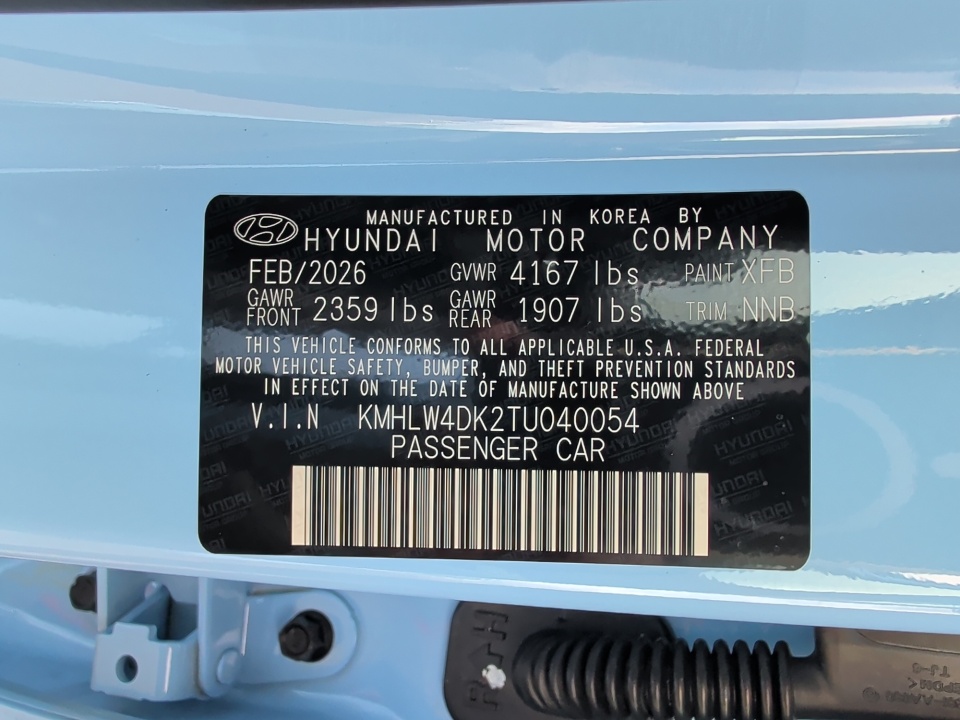 MANUFACTURED IN KOREA BY
HYUNDAI MOTOR COMPANY
FEB/2026 GVWR 4167 lbs PAINT XFB
GAWR FRONT 2359 lbs GAWR REAR 1907 lbs TRIM NNB
THIS VEHICLE CONFORMS TO ALL APPLICABLE U.S.A. FEDERAL
MOTOR VEHICLE SAFETY, BUMPER, AND THEFT PREVENTION STANDARDS
IN EFFECT ON THE DATE OF MANUFACTURE SHOWN ABOVE
V.I.N KMHLW4DK2TU040054
PASSENGER CAR
TJ-6